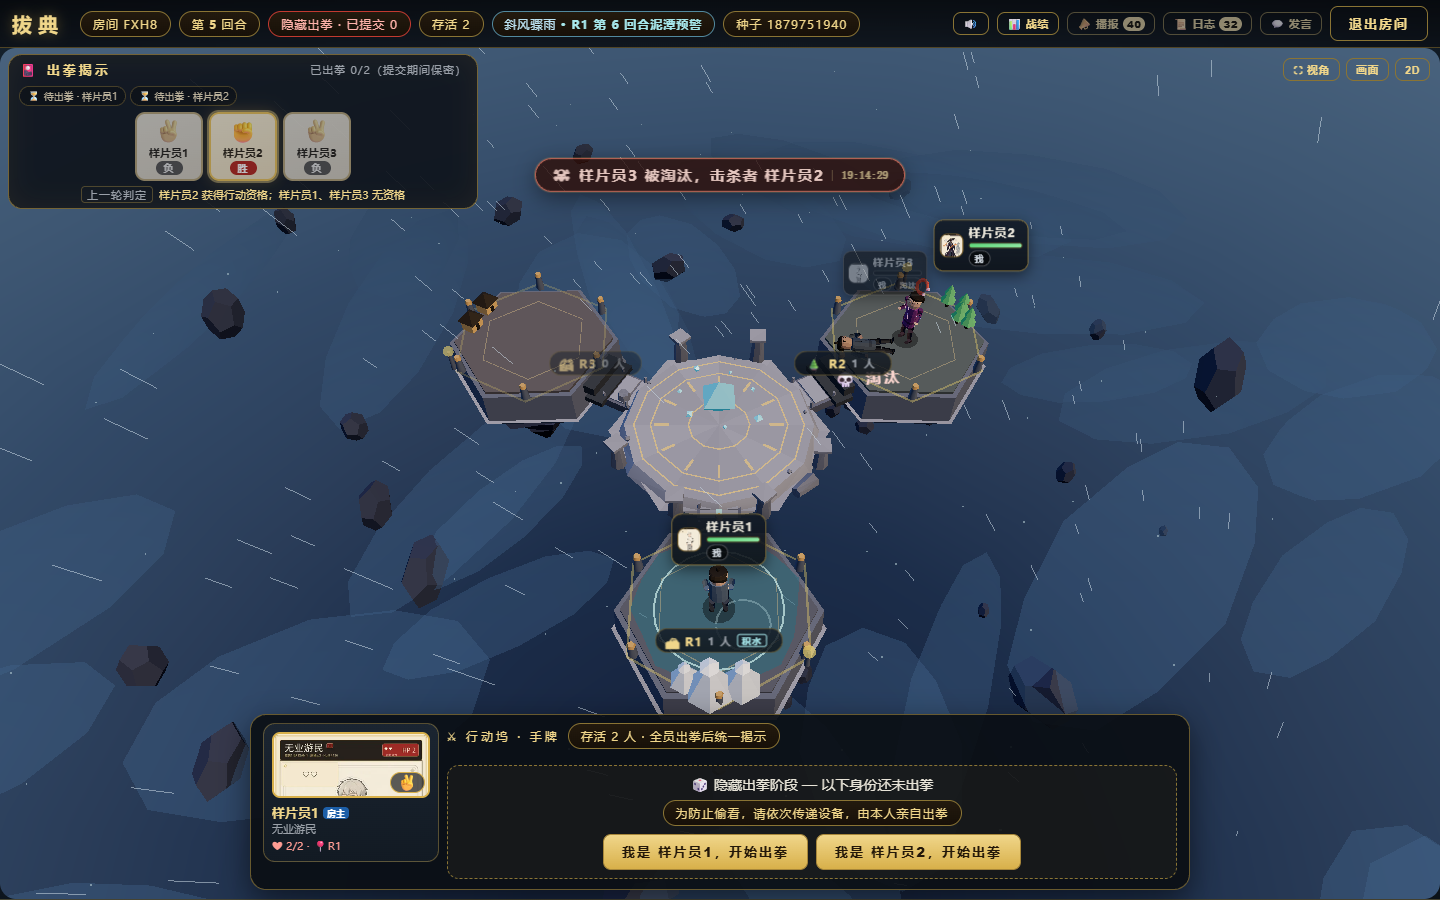 拔典
房间 FXH8
第 5 回合
隐藏出拳 · 已提交 0
存活 2
斜风骤雨 • R1 第 6 回合泥潭预警
种子 1879751940
战绩
播报 40
日志 32
发言
退出房间
出拳揭示
已出拳 0/2（提交期间保密）
待出拳 · 样片员1
待出拳 · 样片员2
样片员1
负
样片员2
胜
样片员3
负
上一轮判定
样片员2 获得行动资格；样片员1、样片员3 无资格
视角
画面
2D
样片员3 被淘汰，击杀者 样片员2
19:14:29
样片员2
我
样片员3
我 淘汰
R3 0 人
R2 1 人
淘汰
样片员1
我
R1 1 人 积水
无业游民
HP 2
样片员1 房主
无业游民
2/2 · R1
行动坞 · 手牌
存活 2 人 · 全员出拳后统一揭示
隐藏出拳阶段 — 以下身份还未出拳
为防止偷看，请依次传递设备，由本人亲自出拳
我是 样片员1，开始出拳
我是 样片员2，开始出拳